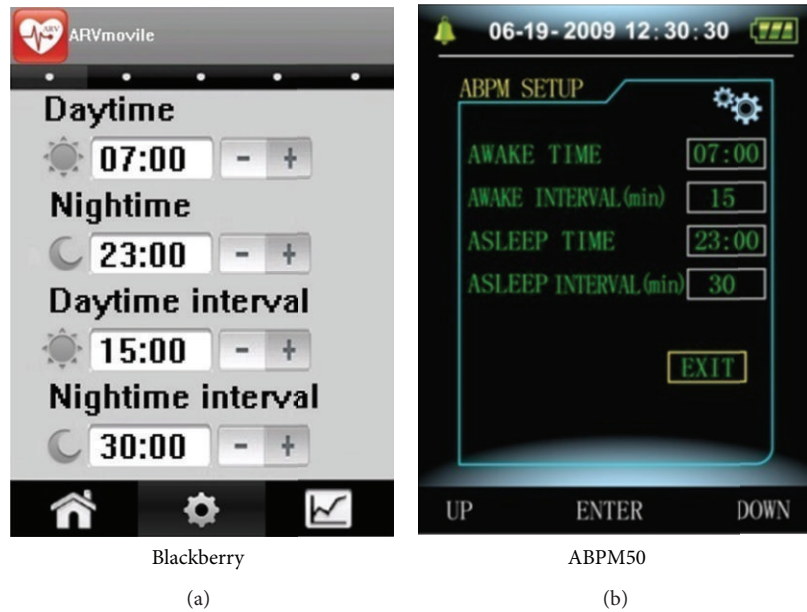 ARV
ARVmovile
Daytime
07:00 - +
Nightime
23:00 - +
Daytime interval
15:00 - +
Nightime interval
30:00 - +
Blackberry
(a)
06-19-2009 12:30:30
ABPM SETUP
AWAKE TIME 07:00
AWAKE INTERVAL(min) 15
ASLEEP TIME 23:00
ASLEEP INTERVAL(min) 30
EXIT
UP ENTER DOWN
ABPM50
(b)